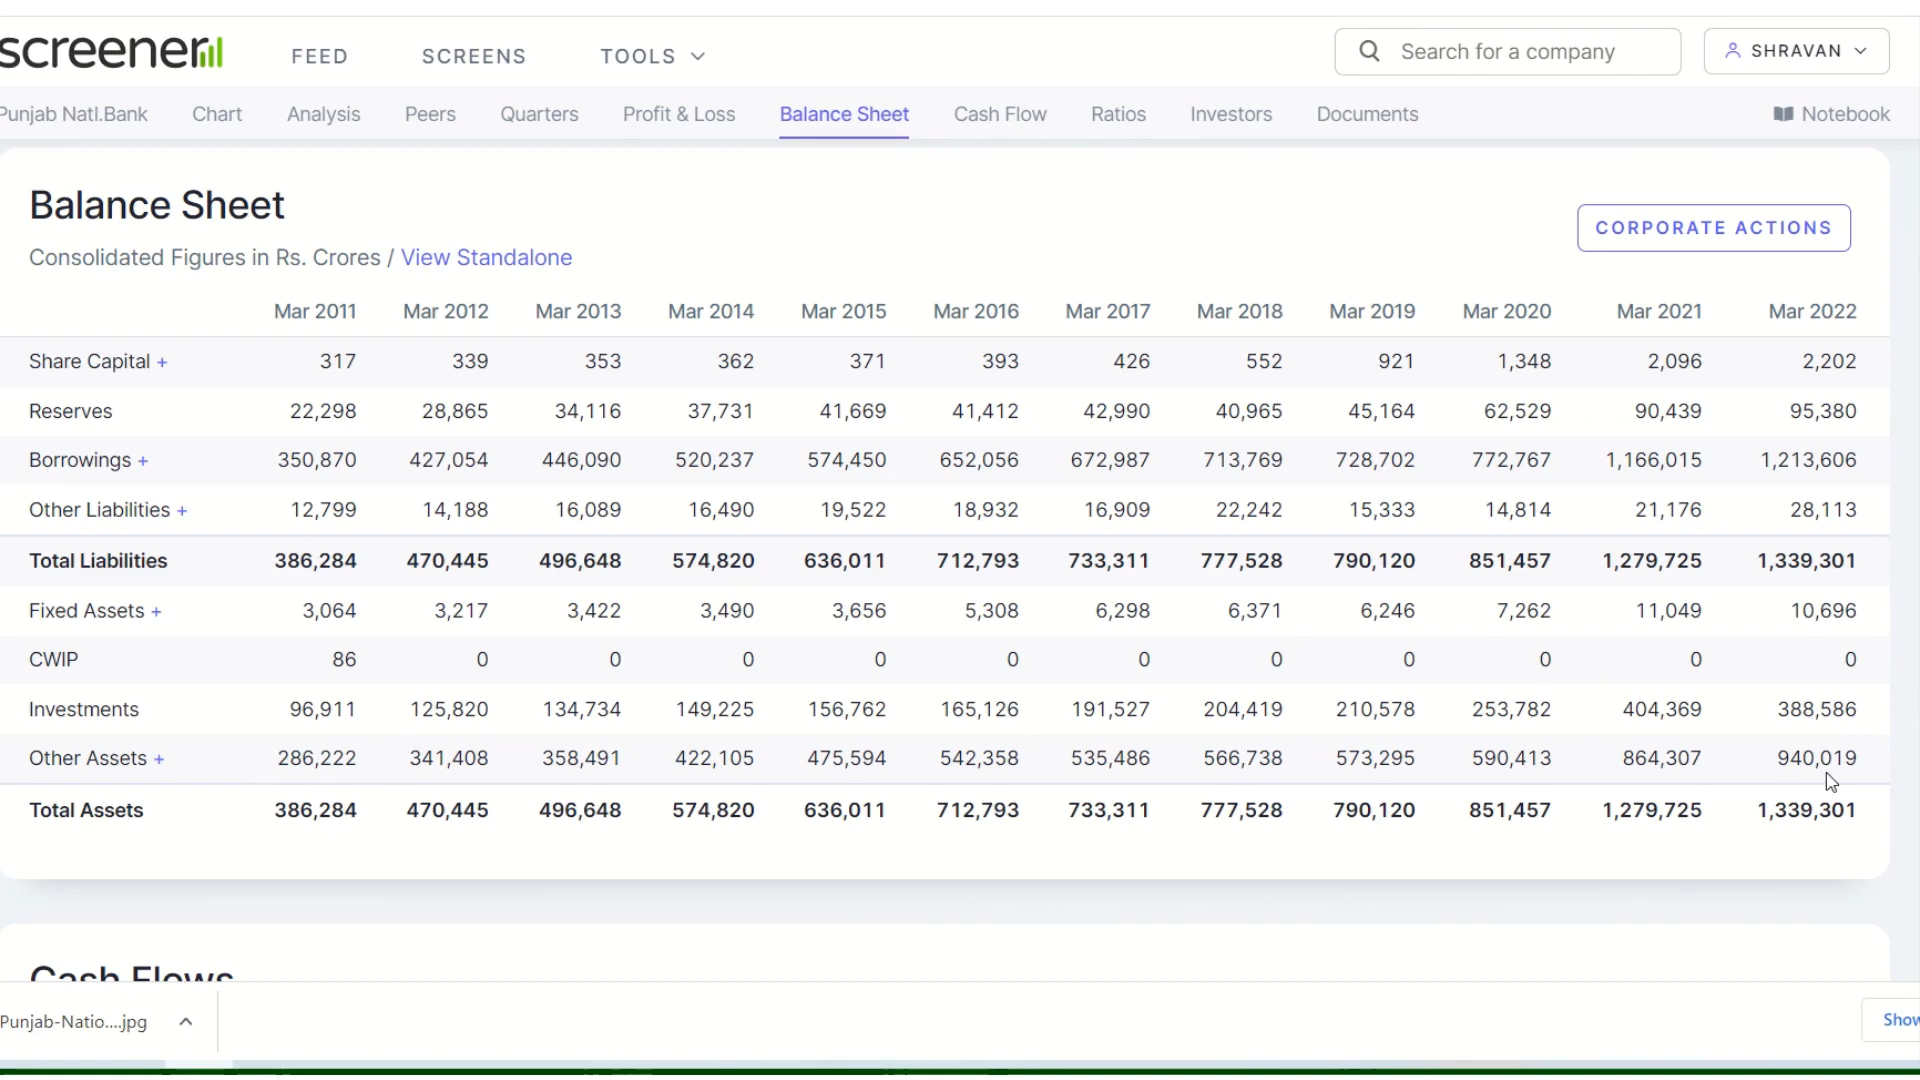 screener
FEED SCREENS TOOLS
Search for a company
SHRAVAN
Punjab Natl.Bank Chart Analysis Peers Quarters Profit & Loss Balance Sheet Cash Flow Ratios Investors Documents Notebook
Balance Sheet
CORPORATE ACTIONS
Consolidated Figures in Rs. Crores / View Standalone
Mar 2011 Mar 2012 Mar 2013 Mar 2014 Mar 2015 Mar 2016 Mar 2017 Mar 2018 Mar 2019 Mar 2020 Mar 2021 Mar 2022
Share Capital + 317 339 353 362 371 393 426 552 921 1,348 2,096 2,202
Reserves 22,298 28,865 34,116 37,731 41,669 41,412 42,990 40,965 45,164 62,529 90,439 95,380
Borrowings + 350,870 427,054 446,090 520,237 574,450 652,056 672,987 713,769 728,702 772,767 1,166,015 1,213,606
Other Liabilities + 12,799 14,188 16,089 16,490 19,522 18,932 16,909 22,242 15,333 14,814 21,176 28,113
Total Liabilities 386,284 470,445 496,648 574,820 636,011 712,793 733,311 777,528 790,120 851,457 1,279,725 1,339,301
Fixed Assets + 3,064 3,217 3,422 3,490 3,656 5,308 6,298 6,371 6,246 7,262 11,049 10,696
CWIP 86 0 0 0 0 0 0 0 0 0 0 0
Investments 96,911 125,820 134,734 149,225 156,762 165,126 191,527 204,419 210,578 253,782 404,369 388,586
Other Assets + 286,222 341,408 358,491 422,105 475,594 542,358 535,486 566,738 573,295 590,413 864,307 940,019
Total Assets 386,284 470,445 496,648 574,820 636,011 712,793 733,311 777,528 790,120 851,457 1,279,725 1,339,301
Cash Flows
Punjab-Natio....jpg
Show